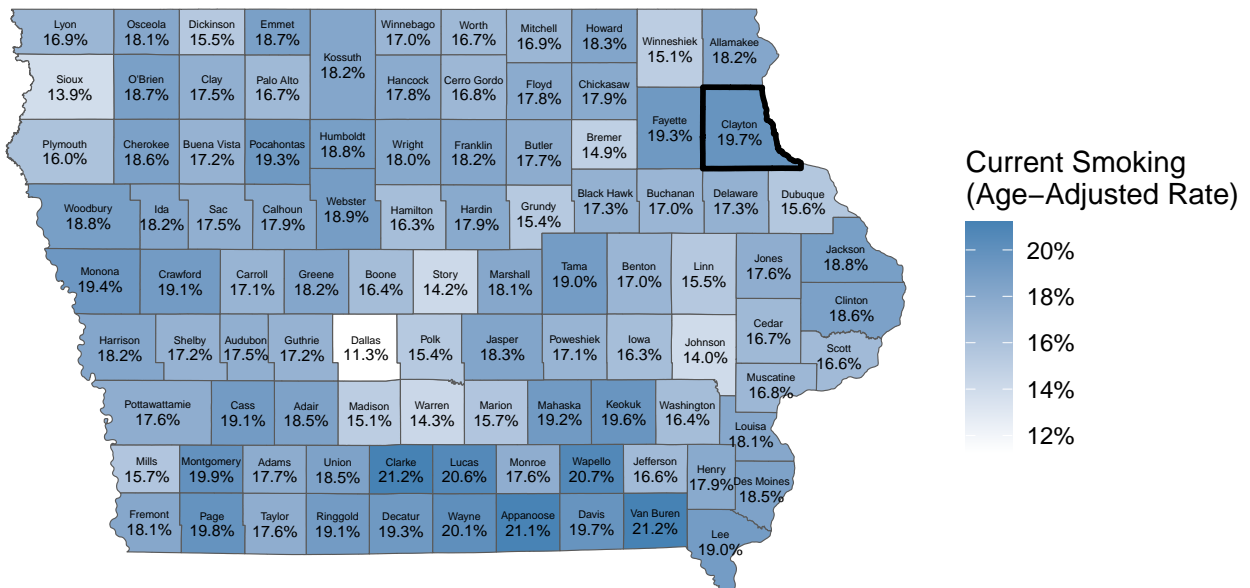 Lyon
16.9%
Osceola
18.1%
Dickinson
15.5%
Emmet
18.7%
Kossuth
18.2%
Winnebago
17.0%
Worth
16.7%
Mitchell
16.9%
Howard
18.3%
Winneshiek
15.1%
Allamakee
18.2%
Sioux
13.9%
O'Brien
18.7%
Clay
17.5%
Palo Alto
16.7%
Hancock
17.8%
Cerro Gordo
16.8%
Floyd
17.8%
Chickasaw
17.9%
Fayette
19.3%
Clayton
19.7%
Plymouth
16.0%
Cherokee
18.6%
Buena Vista
17.2%
Pocahontas
19.3%
Humboldt
18.8%
Wright
18.0%
Franklin
18.2%
Butler
17.7%
Bremer
14.9%
Woodbury
18.8%
Ida
18.2%
Sac
17.5%
Calhoun
17.9%
Webster
18.9%
Hamilton
16.3%
Hardin
17.9%
Grundy
15.4%
Black Hawk
17.3%
Buchanan
17.0%
Delaware
17.3%
Dubuque
15.6%
Monona
19.4%
Crawford
19.1%
Carroll
17.1%
Greene
18.2%
Boone
16.4%
Story
14.2%
Marshall
18.1%
Tama
19.0%
Benton
17.0%
Linn
15.5%
Jones
17.6%
Jackson
18.8%
Clinton
18.6%
Harrison
18.2%
Shelby
17.2%
Audubon
17.5%
Guthrie
17.2%
Dallas
11.3%
Polk
15.4%
Jasper
18.3%
Poweshiek
17.1%
Iowa
16.3%
Johnson
14.0%
Cedar
16.7%
Scott
16.6%
Muscatine
16.8%
Pottawattamie
17.6%
Cass
19.1%
Adair
18.5%
Madison
15.1%
Warren
14.3%
Marion
15.7%
Mahaska
19.2%
Keokuk
19.6%
Washington
16.4%
Louisa
18.1%
Mills
15.7%
Montgomery
19.9%
Adams
17.7%
Union
18.5%
Clarke
21.2%
Lucas
20.6%
Monroe
17.6%
Wapello
20.7%
Jefferson
16.6%
Henry
17.9%
Des Moines
18.5%
Fremont
18.1%
Page
19.8%
Taylor
17.6%
Ringgold
19.1%
Decatur
19.3%
Wayne
20.1%
Appanoose
21.1%
Davis
19.7%
Van Buren
21.2%
Lee
19.0%
Current Smoking
(Age−Adjusted Rate)
20%
18%
16%
14%
12%